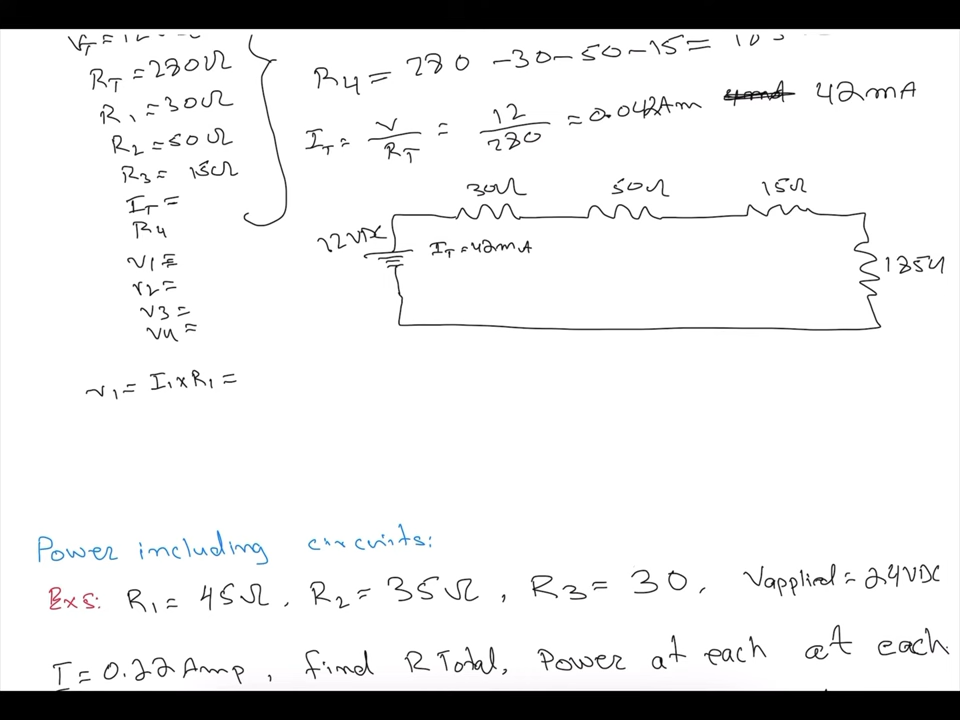 RT = 280Ω
R1 = 30Ω
R2 = 50Ω
R3 = 15Ω
IT =
R4
V1 =
V2 =
V3 =
V4 =
V1 = I1 x R1 =
R4 = 280 - 30 - 50 - 15 =
IT = V/RT = 12/280 = 0.042Am 42mA
30Ω 50Ω 15Ω
12VDC IT = 42mA 185Ω
Power including circuits:
Exs: R1 = 45Ω, R2 = 35Ω, R3 = 30, Vapplied = 24VDC
I = 0.22Amp, find R Total, Power at each at each